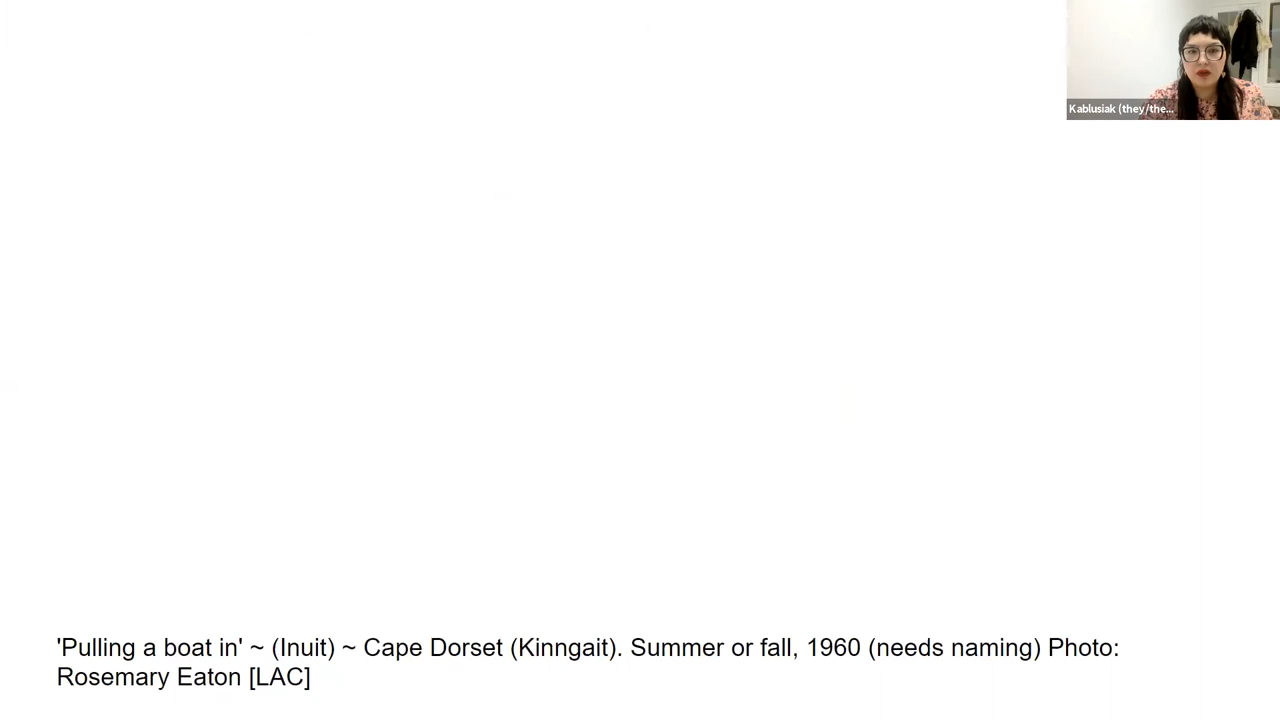 Kablusiak (they/the...
'Pulling a boat in' ~ (Inuit) ~ Cape Dorset (Kinngait). Summer or fall, 1960 (needs naming) Photo:
Rosemary Eaton [LAC]